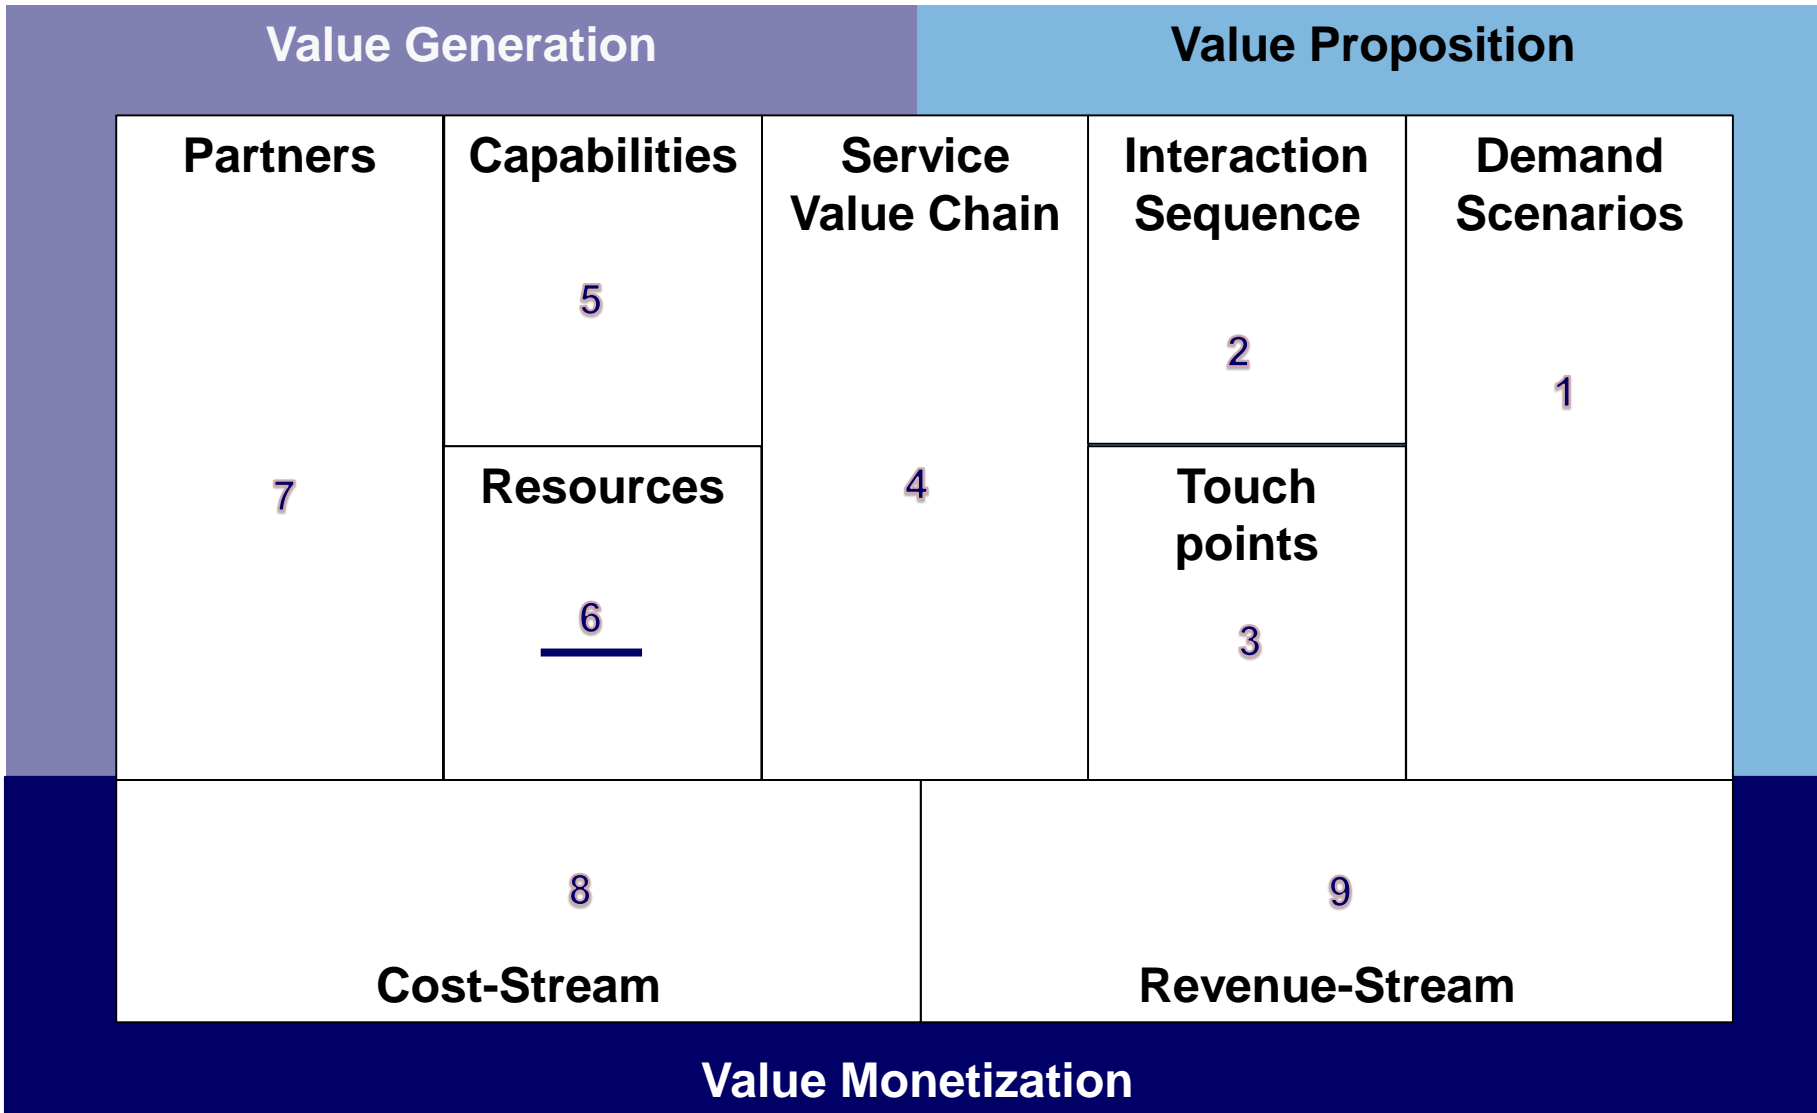 Value Generation
Value Proposition
Partners
7
Capabilities
5
Resources
6
Service
Value Chain
4
Interaction
Sequence
2
Touch
points
3
Demand
Scenarios
1
8
Cost-Stream
9
Revenue-Stream
Value Monetization